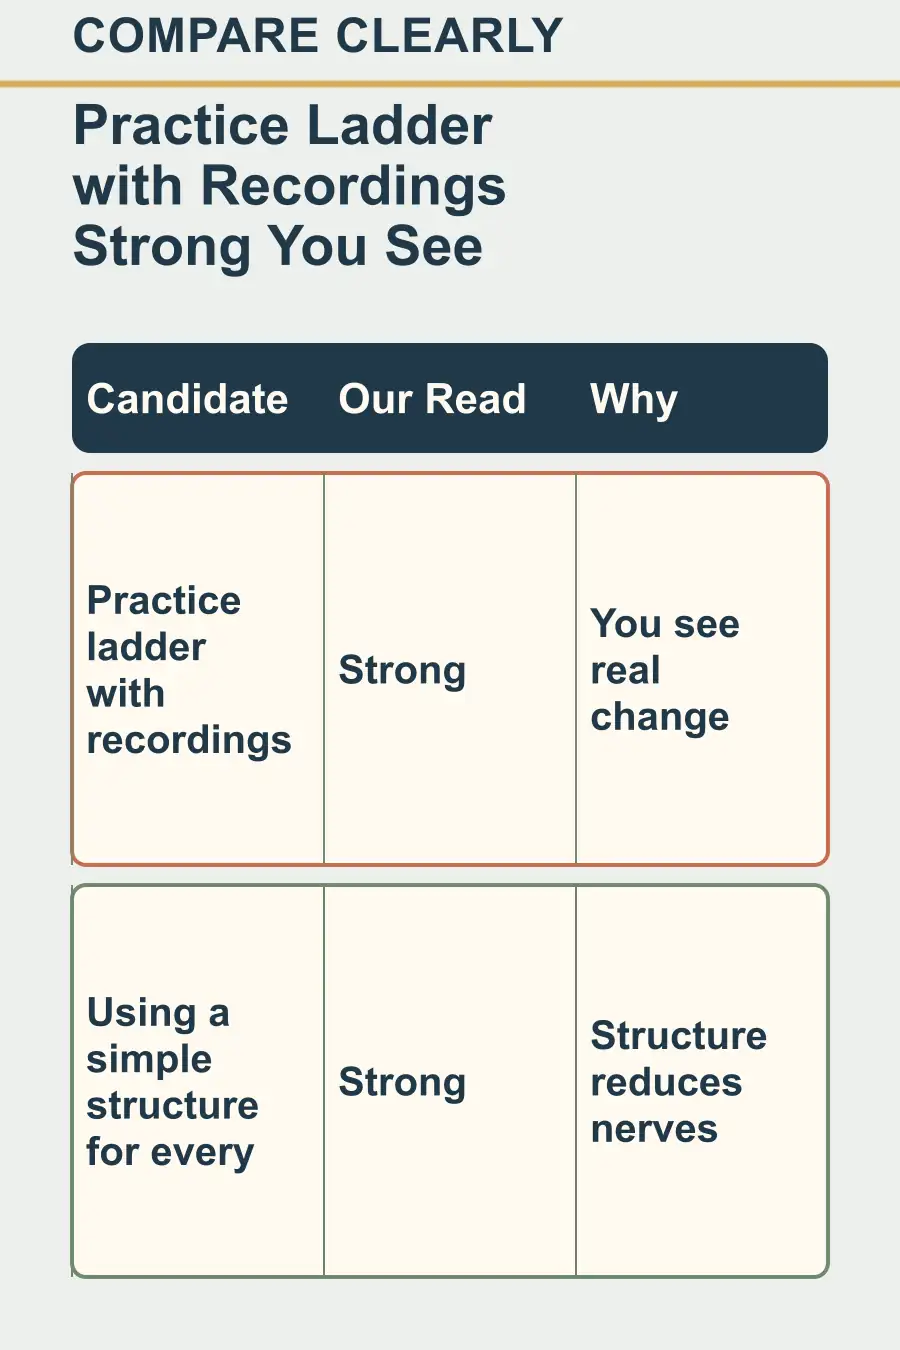 COMPARE CLEARLY
Practice Ladder
with Recordings
Strong You See
Candidate Our Read Why
Practice
ladder
with
recordings
Strong
You see
real
change
Using a
simple
structure
for every
Strong
Structure
reduces
nerves